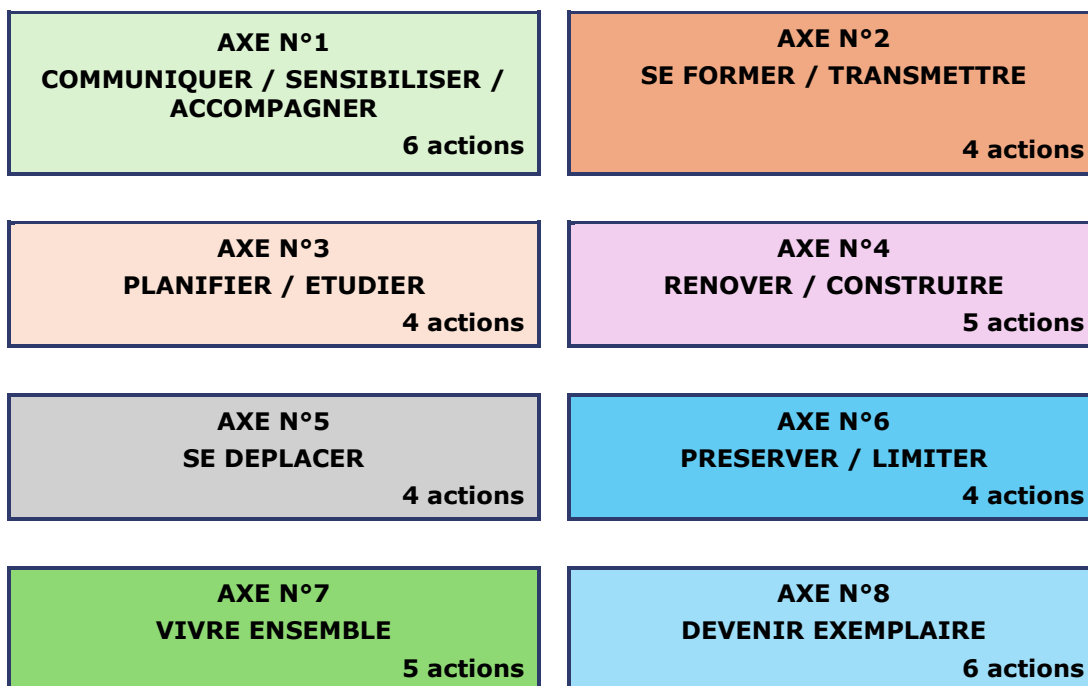 AXE N°1
COMMUNIQUER / SENSIBILISER /
ACCOMPAGNER
6 actions
AXE N°2
SE FORMER / TRANSMETTRE
4 actions
AXE N°3
PLANIFIER / ETUDIER
4 actions
AXE N°4
RENOVER / CONSTRUIRE
5 actions
AXE N°5
SE DEPLACER
4 actions
AXE N°6
PRESERVER / LIMITER
4 actions
AXE N°7
VIVRE ENSEMBLE
5 actions
AXE N°8
DEVENIR EXEMPLAIRE
6 actions